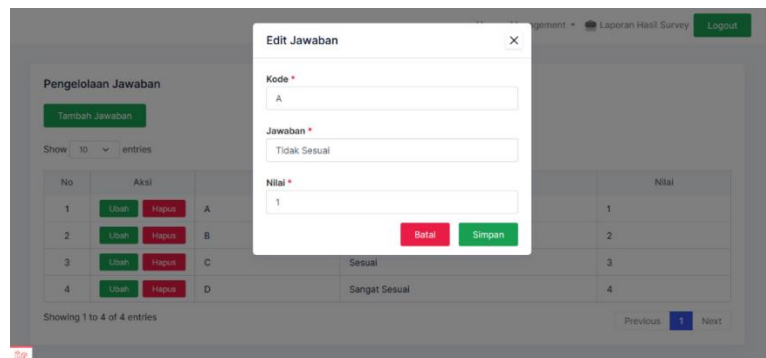 gement
Laporan Hasil Survey
Logout
Edit Jawaban
Pengelolaan Jawaban
Kode *
A
Tambah Jawaban
Jawaban *
Show 10 entries
Tidak Sesuai
No Aksi Nilai
Nilai *
1 Ubah Hapus A 1
1
2 Ubah Hapus B 2
Batal Simpan
3 Ubah Hapus C Sesuai 3
4 Ubah Hapus D Sangat Sesuai 4
Showing 1 to 4 of 4 entries
Previous 1 Next